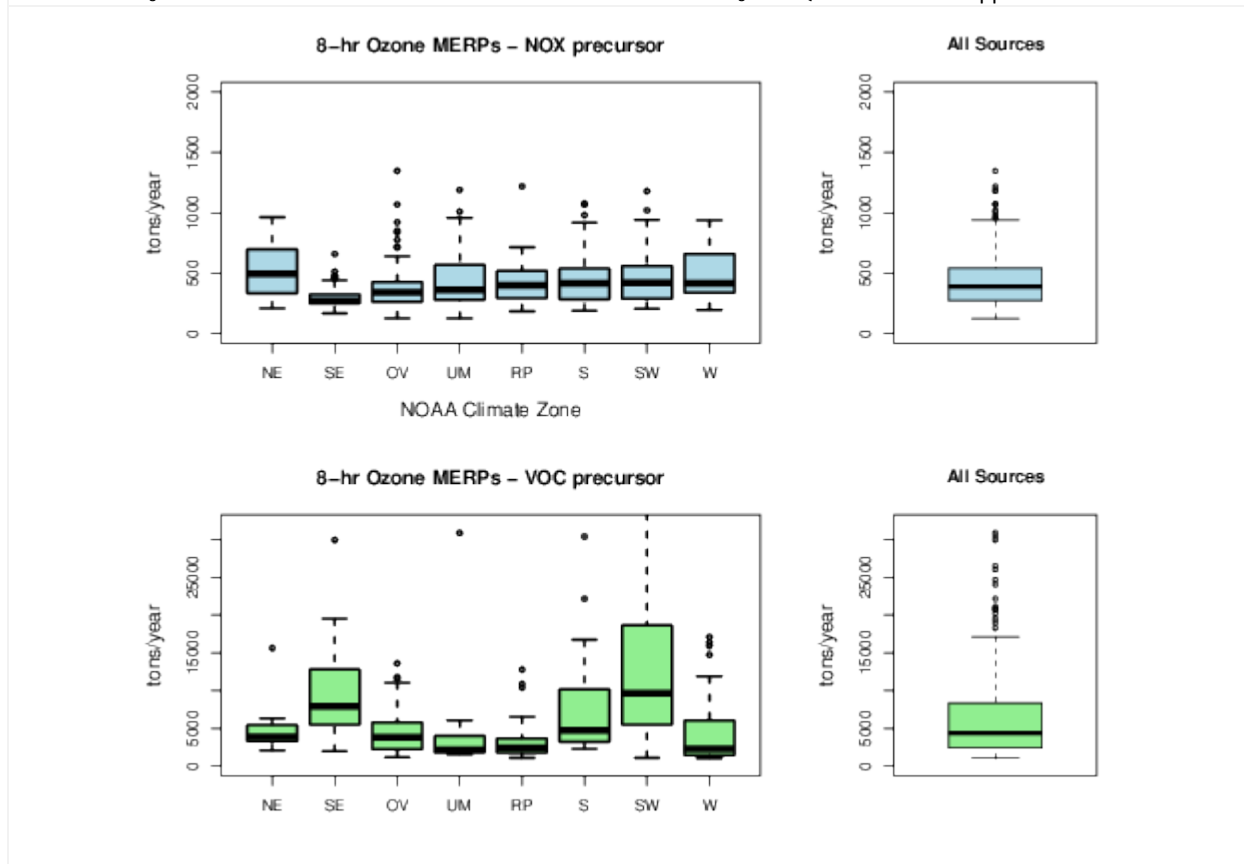 8-hr Ozone MERPs – NOX precursor
All Sources
tons/year
0 500 1000 1500 2000
tons/year
0 500 1000 1500 2000
NE SE OV UM RP S SW W
NOAA Climate Zone
8-hr Ozone MERPs – VOC precursor
All Sources
tons/year
0 5000 15000 25000
tons/year
0 5000 15000 25000
NE SE OV UM RP S SW W